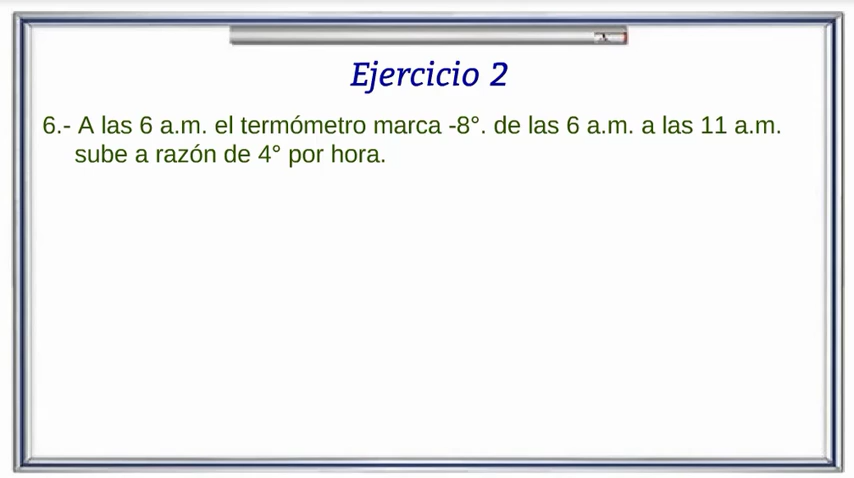 Ejercicio 2
6.- A las 6 a.m. el termómetro marca -8°. de las 6 a.m. a las 11 a.m.
sube a razón de 4° por hora.